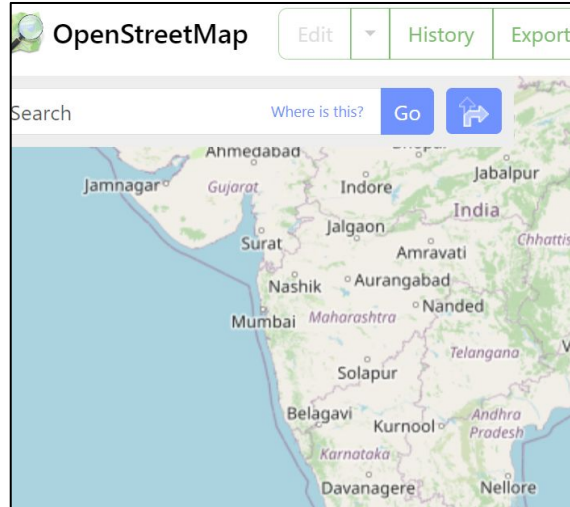 OpenStreetMap
Edit
History
Export
Search
Where is this?
Go
Ahmedabad
Jamnagar
Gujarat
Indore
Jabalpur
India
Surat
Jalgaon
Amravati
Nashik
Aurangabad
Nanded
Mumbai
Maharashtra
Telangana
Solapur
Belagavi
Kurnool
Andhra
Pradesh
Karnataka
Davanagere
Nellore